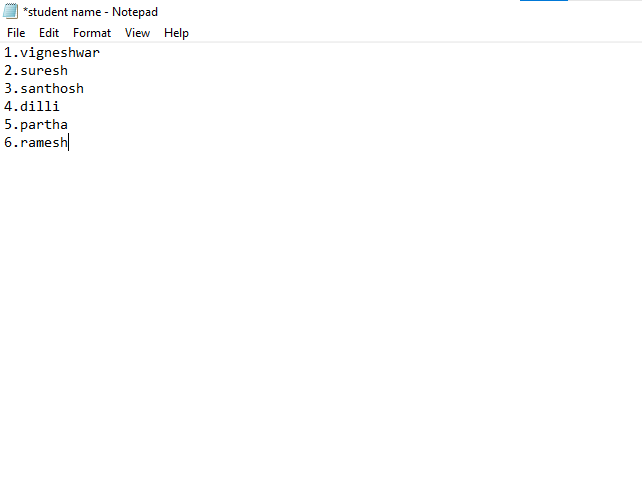 *student name - Notepad
File Edit Format View Help
1.vigneshwar
2.suresh
3.santhosh
4.dilli
5.partha
6.ramesh